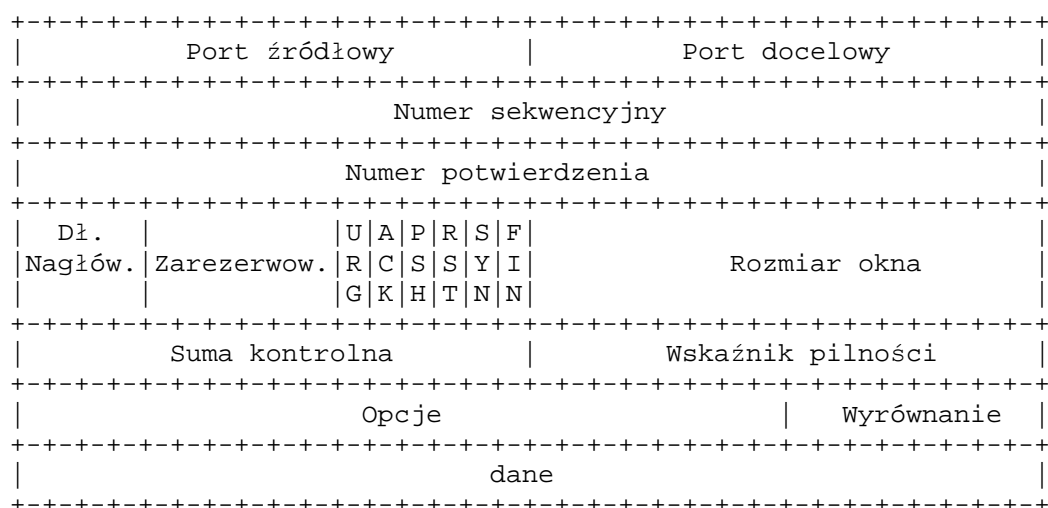 +-+-+-+-+-+-+-+-+-+-+-+-+-+-+-+-+-+-+-+-+-+-+-+-+-+-+-+-+-+-+-+-+
|          Port źródłowy        |         Port docelowy         |
+-+-+-+-+-+-+-+-+-+-+-+-+-+-+-+-+-+-+-+-+-+-+-+-+-+-+-+-+-+-+-+-+
|                       Numer sekwencyjny                       |
+-+-+-+-+-+-+-+-+-+-+-+-+-+-+-+-+-+-+-+-+-+-+-+-+-+-+-+-+-+-+-+-+
|                    Numer potwierdzenia                        |
+-+-+-+-+-+-+-+-+-+-+-+-+-+-+-+-+-+-+-+-+-+-+-+-+-+-+-+-+-+-+-+-+
|  Dł.  |           |U|A|P|R|S|F|                               |
|Nagłów.|Zarezerwow.|R|C|S|S|Y|I|            Rozmiar okna       |
|       |           |G|K|H|T|N|N|                               |
+-+-+-+-+-+-+-+-+-+-+-+-+-+-+-+-+-+-+-+-+-+-+-+-+-+-+-+-+-+-+-+-+
|         Suma kontrolna        |        Wskaźnik pilności      |
+-+-+-+-+-+-+-+-+-+-+-+-+-+-+-+-+-+-+-+-+-+-+-+-+-+-+-+-+-+-+-+-+
|                     Opcje                     |   Wyrównanie  |
+-+-+-+-+-+-+-+-+-+-+-+-+-+-+-+-+-+-+-+-+-+-+-+-+-+-+-+-+-+-+-+-+
|                             dane                              |
+-+-+-+-+-+-+-+-+-+-+-+-+-+-+-+-+-+-+-+-+-+-+-+-+-+-+-+-+-+-+-+-+